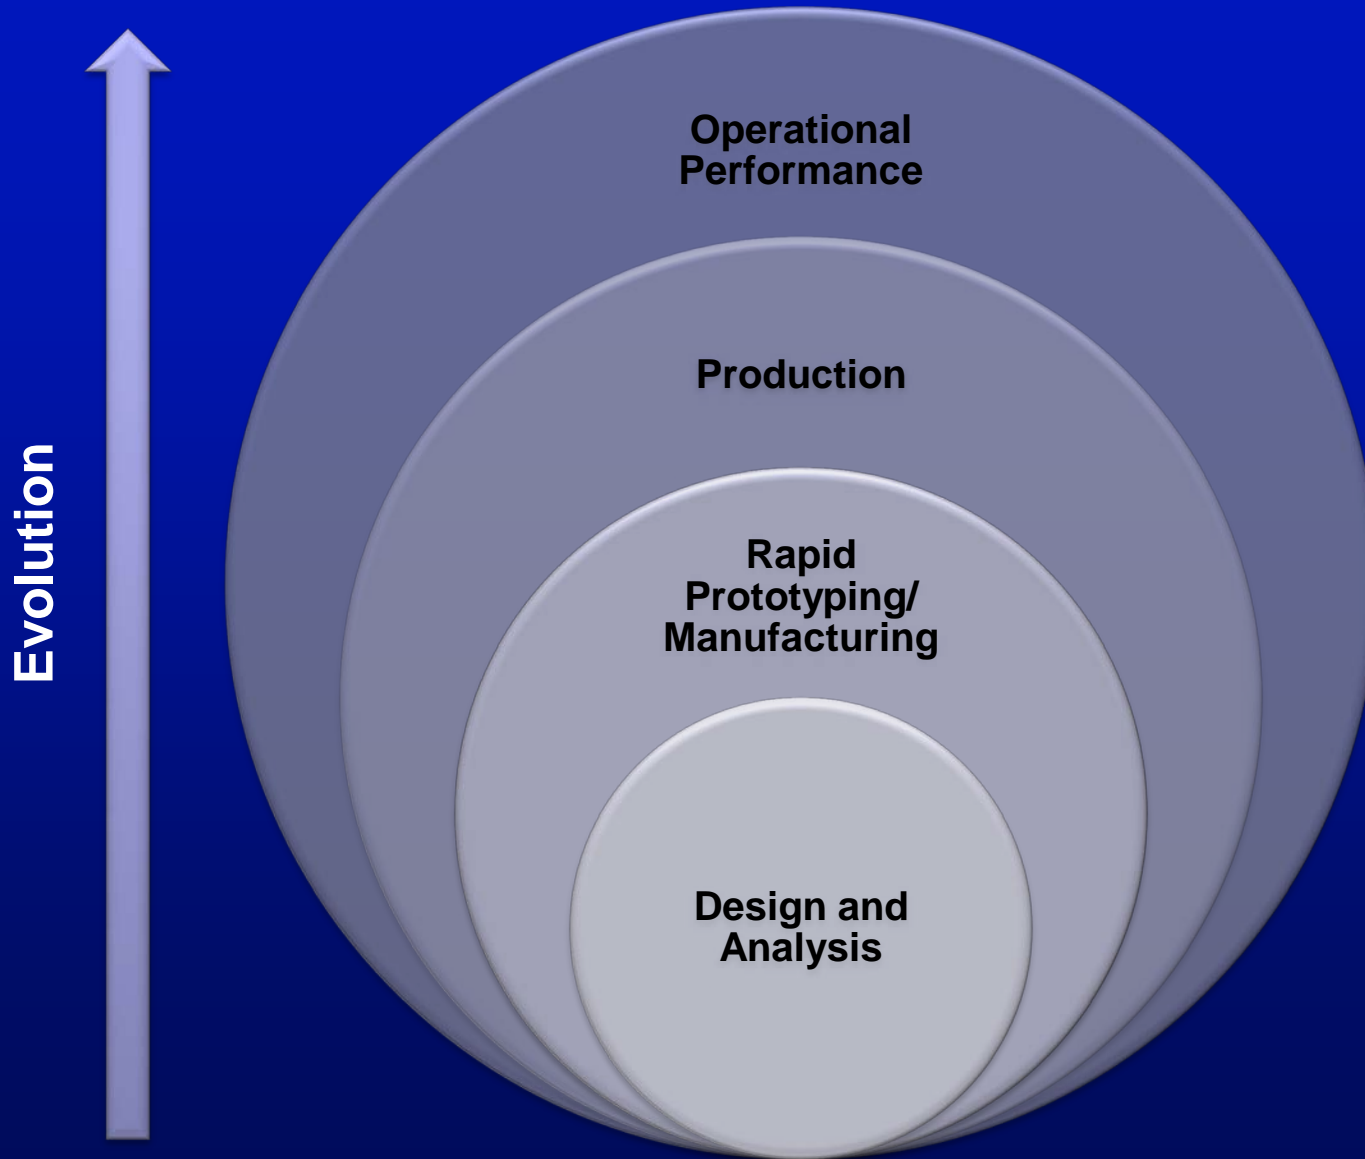 Operational
Performance
Production
Rapid
Prototyping/
Manufacturing
Design and
Analysis
Evolution